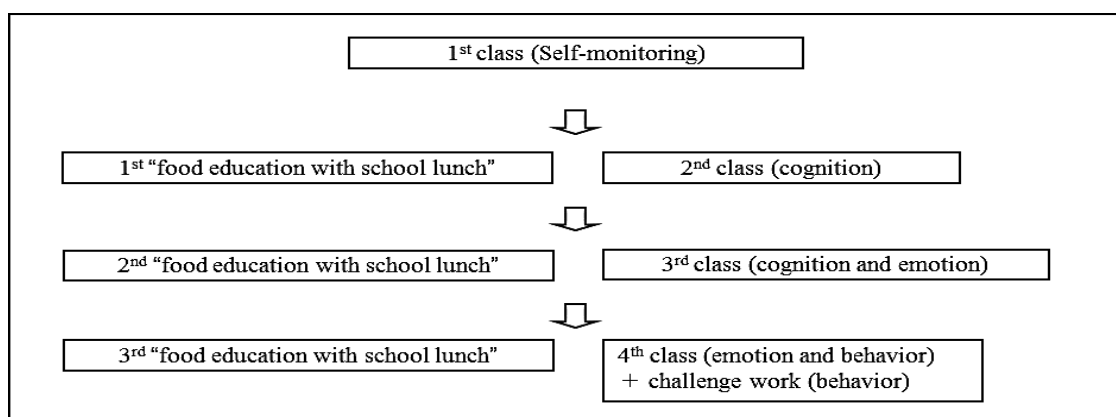 1st class (Self-monitoring)
1st “food education with school lunch”
2nd class (cognition)
2nd “food education with school lunch”
3rd class (cognition and emotion)
3rd “food education with school lunch”
4th class (emotion and behavior)
+ challenge work (behavior)